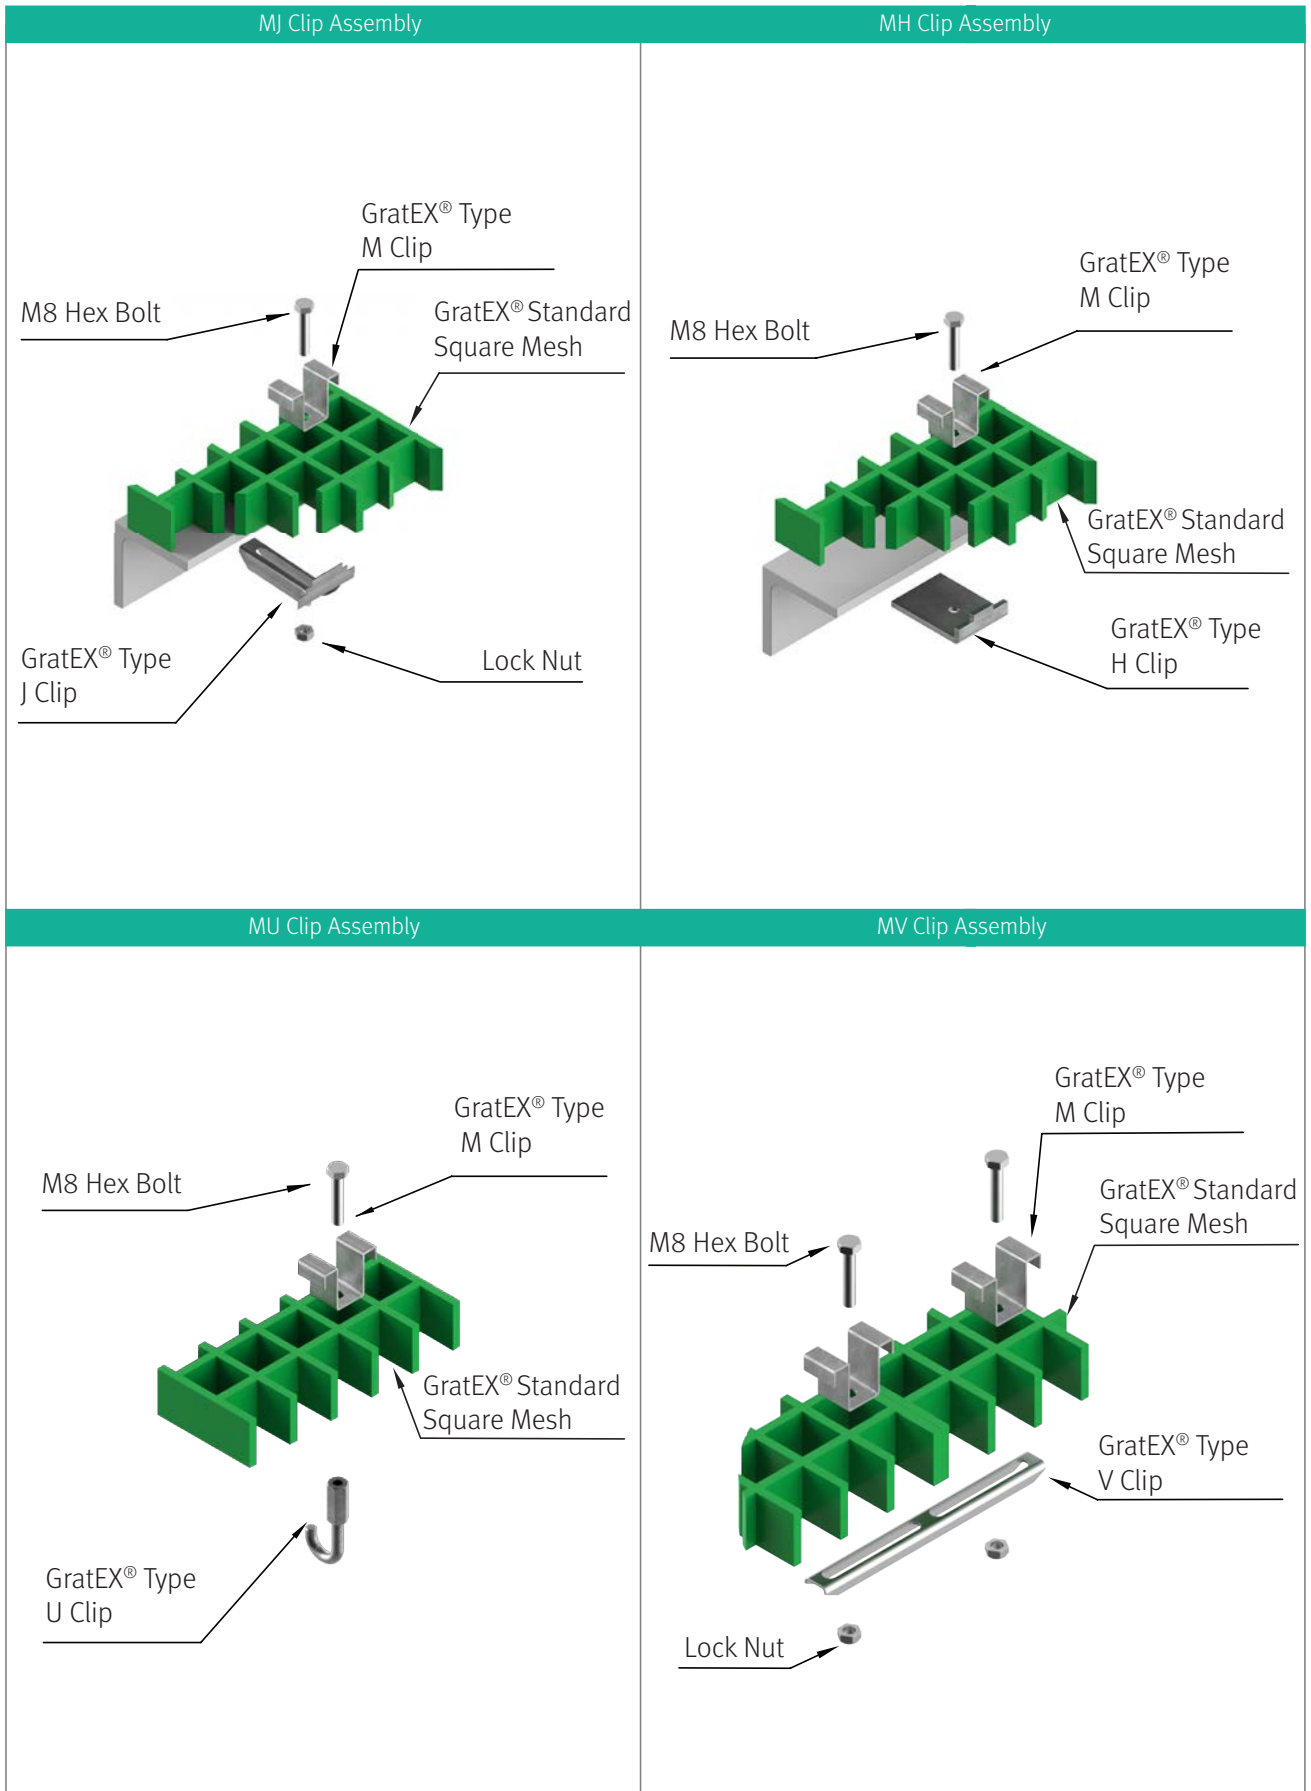 MJ Clip Assembly
MH Clip Assembly
GratEX® Type
M Clip
M8 Hex Bolt
GratEX® Standard
Square Mesh
GratEX® Type
J Clip
Lock Nut
GratEX® Type
M Clip
M8 Hex Bolt
GratEX® Standard
Square Mesh
GratEX® Type
H Clip
MU Clip Assembly
MV Clip Assembly
GratEX® Type
M Clip
M8 Hex Bolt
GratEX® Standard
Square Mesh
GratEX® Type
U Clip
GratEX® Type
M Clip
GratEX® Standard
Square Mesh
M8 Hex Bolt
GratEX® Type
V Clip
Lock Nut